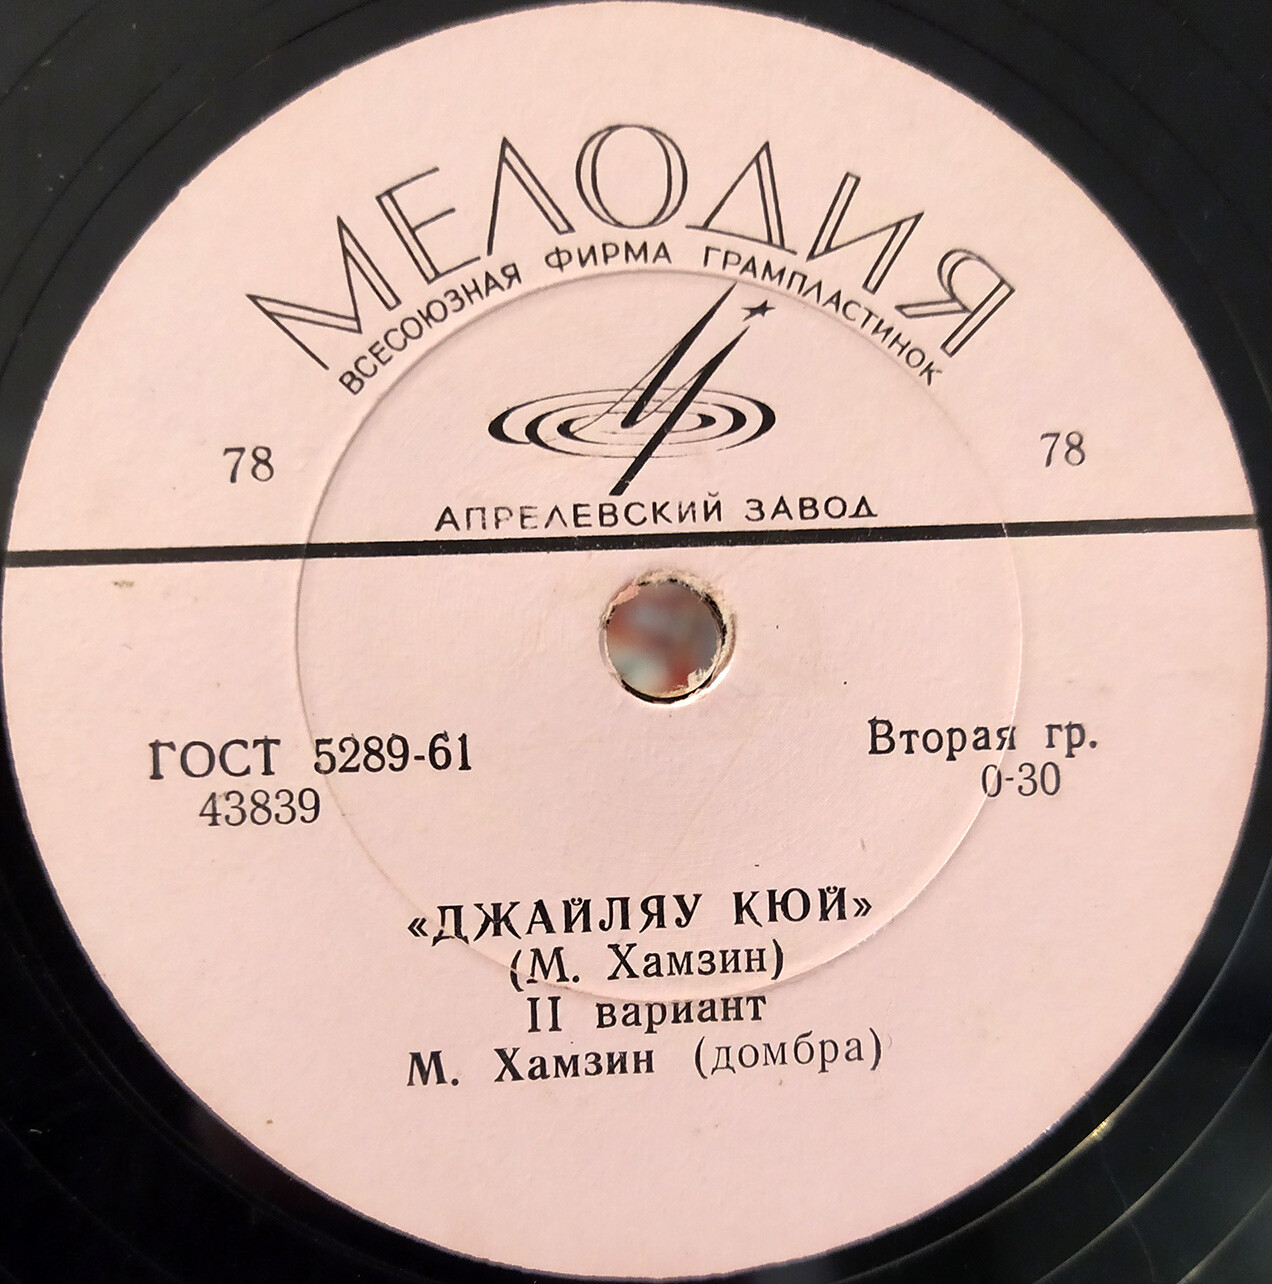 МЕЛОДИЯ
ВСЕСОЮЗНАЯ ФИРМА ГРАМПЛАСТИНОК
78 78
АПРЕЛЕВСКИЙ ЗАВОД
ГОСТ 5289-61 Вторая гр.
43839 0-30
«ДЖАЙЛЯУ КЮЙ»
(М. Хамзин)
II вариант
М. Хамзин (домбра)